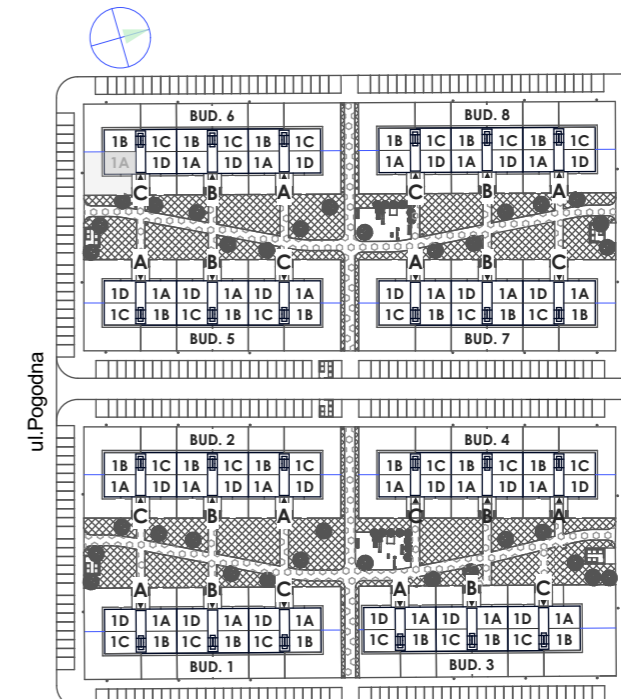 BUD. 6 BUD. 8
1B 1C 1B 1C 1B 1C 1B 1C 1B 1C 1B 1C
1A 1D 1A 1D 1A 1D 1A 1D 1A 1D 1A 1D
C B A C B A
A B C A B C
1D 1A 1D 1A 1D 1A 1D 1A 1D 1A 1D 1A
1C 1B 1C 1B 1C 1B 1C 1B 1C 1B 1C 1B
BUD. 5 BUD. 7
ul.Pogodna
BUD. 2 BUD. 4
1B 1C 1B 1C 1B 1C 1B 1C 1B 1C 1B 1C
1A 1D 1A 1D 1A 1D 1A 1D 1A 1D 1A 1D
C B A C B A
A B C A B C
1D 1A 1D 1A 1D 1A 1D 1A 1D 1A 1D 1A
1C 1B 1C 1B 1C 1B 1C 1B 1C 1B 1C 1B
BUD. 1 BUD. 3